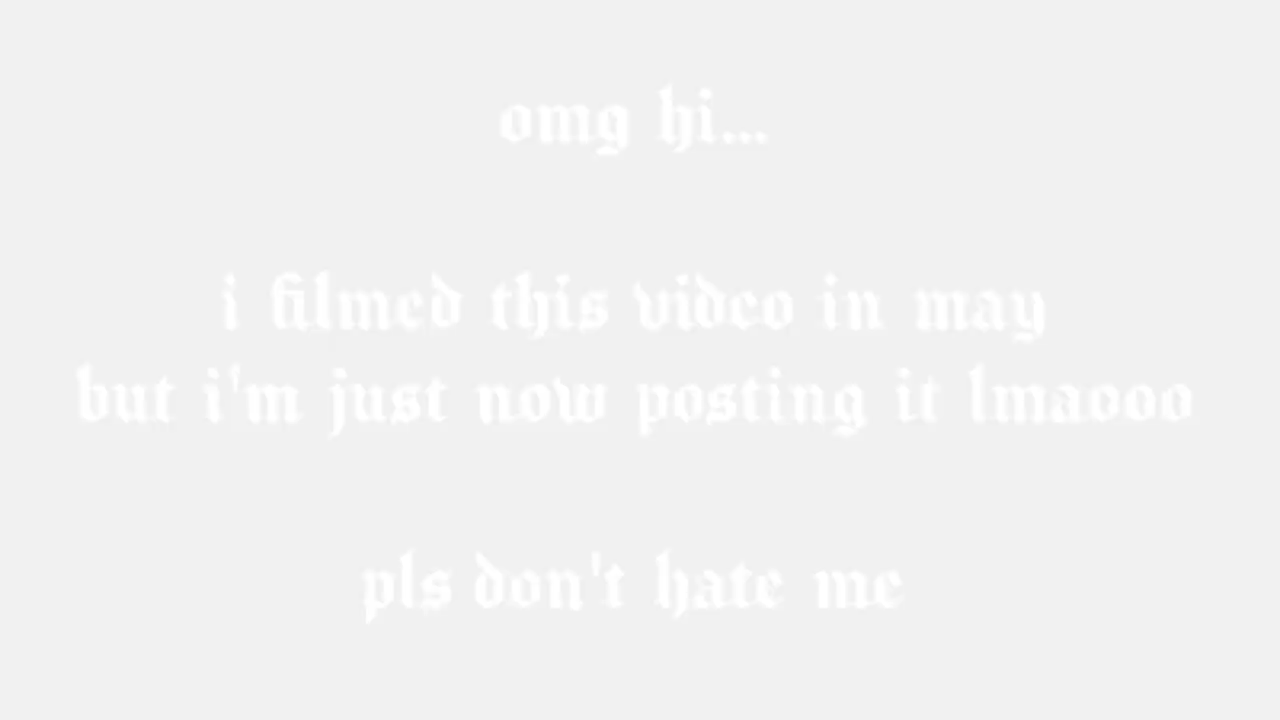 omg hi...
i filmed this video in may
but i'm just now posting it lmaooo
pls don't hate me